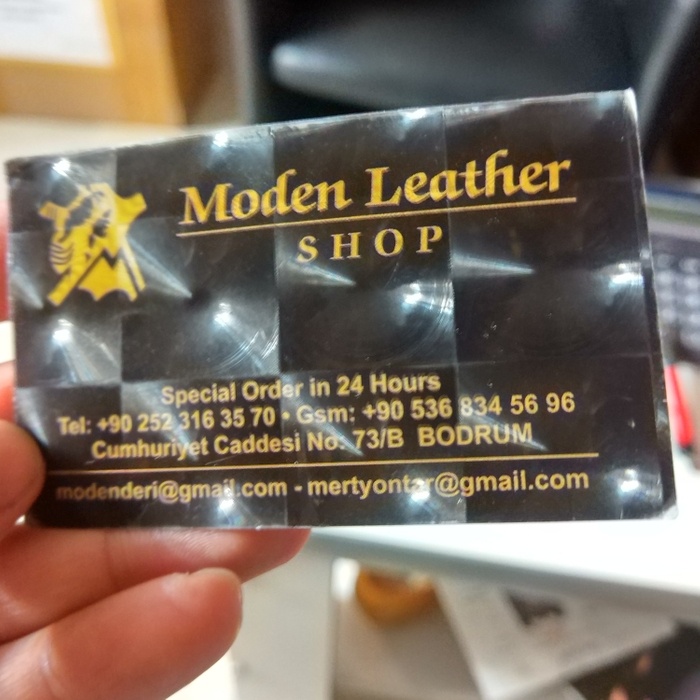 Moden Leather
SHOP
Special Order in 24 Hours
Tel: +90 252 316 35 70 • Gsm: +90 536 834 56 96
Cumhuriyet Caddesi No: 73/B BODRUM
modenderi@gmail.com - mertyontar@gmail.com